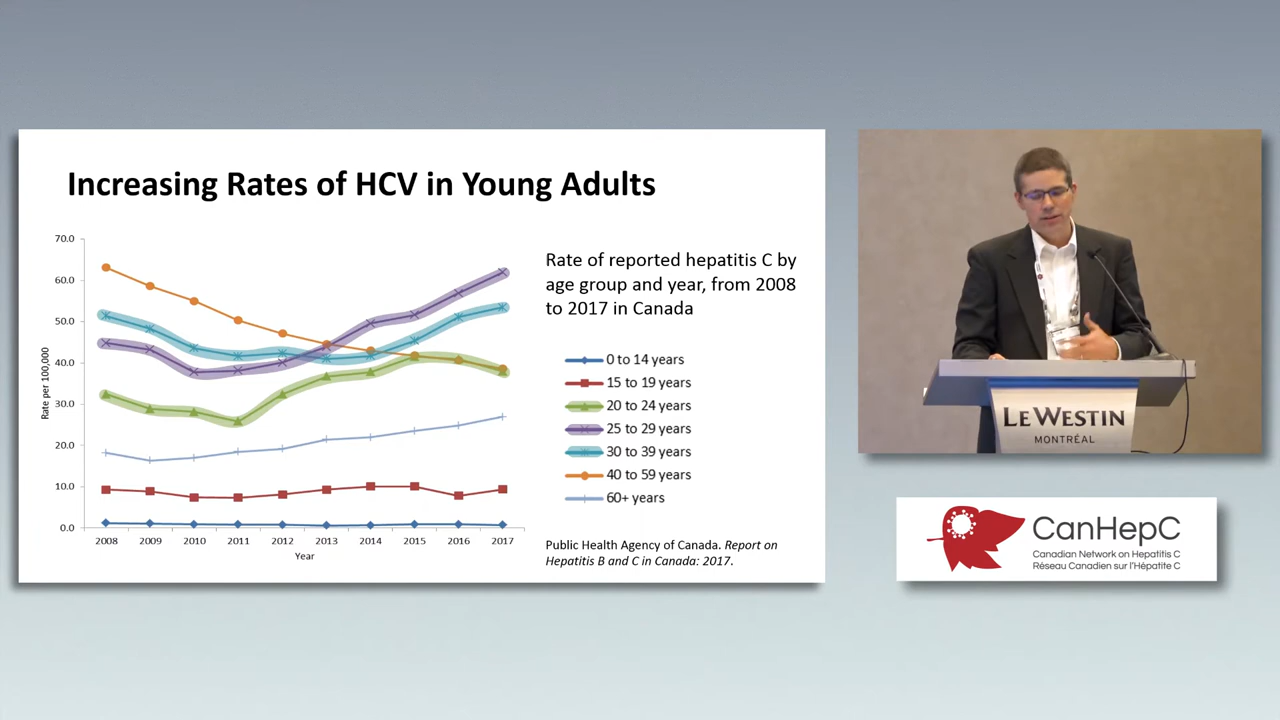 Increasing Rates of HCV in Young Adults
70.0
60.0
50.0
40.0
30.0
20.0
10.0
0.0
Rate per 100,000
2008 2009 2010 2011 2012 2013 2014 2015 2016 2017
Year
Rate of reported hepatitis C by
age group and year, from 2008
to 2017 in Canada
0 to 14 years
15 to 19 years
20 to 24 years
25 to 29 years
30 to 39 years
40 to 59 years
60+ years
Public Health Agency of Canada. Report on
Hepatitis B and C in Canada: 2017.
LE WESTIN
MONTRÉAL
CanHepC
Canadian Network on Hepatitis C
Réseau Canadien sur l'Hépatite C